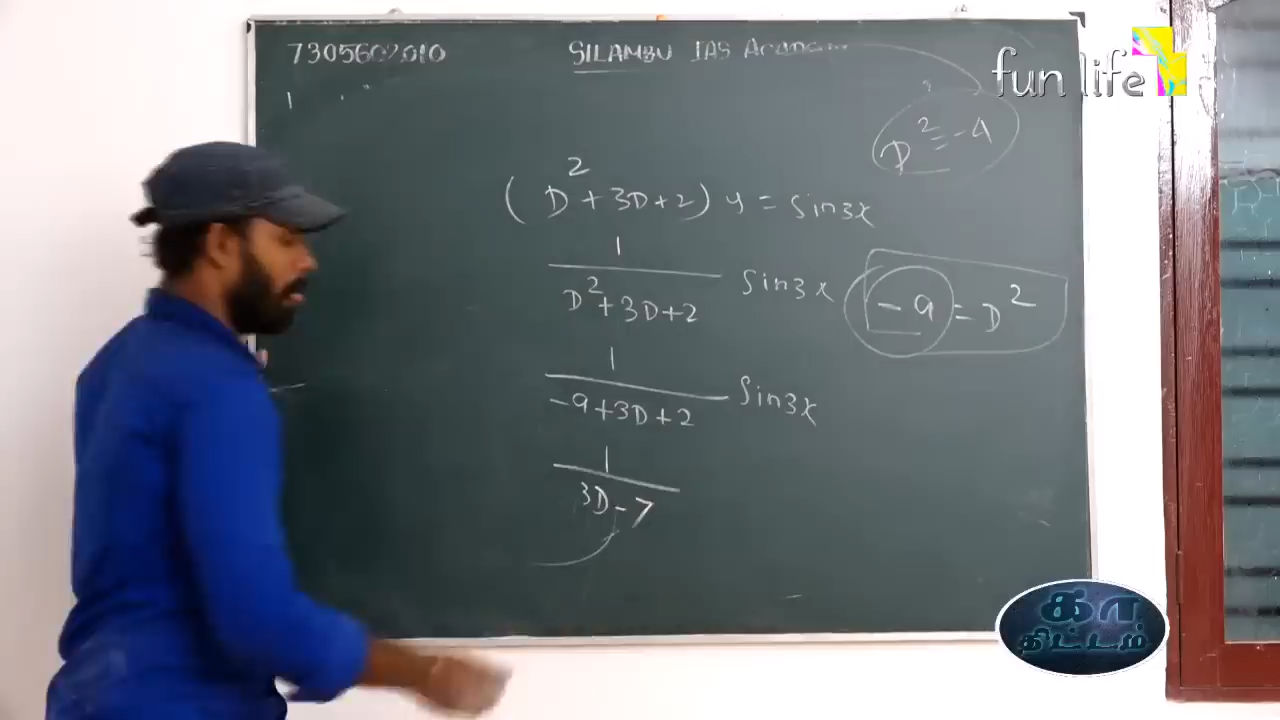 7305602010 SILAMBU IAS
fun life
D² = -9
(D² + 3D + 2) y = Sin3x
1
D² + 3D + 2
Sin3x
-9 = D²
1
-9 + 3D + 2
Sin3x
1
3D - 7
கா
திட்டம்